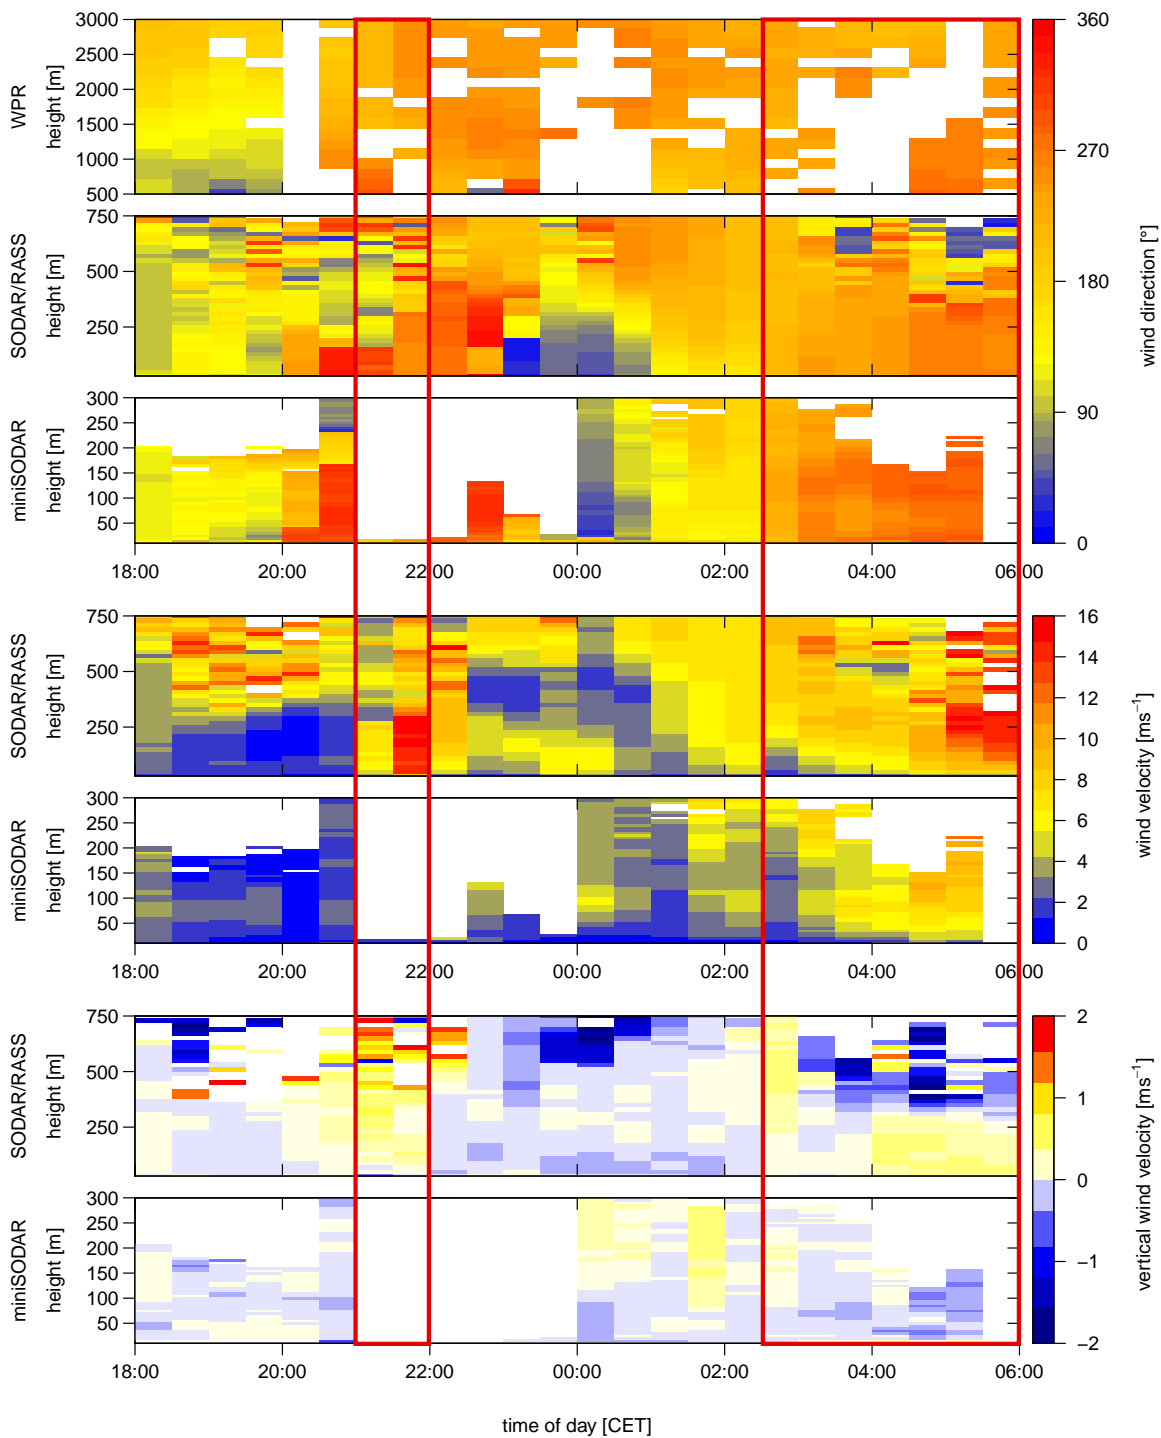 WPR
height [m]
3000
2500
2000
1500
1000
500
SODAR/RASS
height [m]
750
500
250
miniSODAR
height [m]
300
250
200
150
100
50
18:00 20:00 22:00 00:00 02:00 04:00 06:00
360
270
180
90
0
wind direction [°]
SODAR/RASS
height [m]
750
500
250
miniSODAR
height [m]
300
250
200
150
100
50
18:00 20:00 22:00 00:00 02:00 04:00 06:00
16
14
12
10
8
6
4
2
0
wind velocity [ms⁻¹]
SODAR/RASS
height [m]
750
500
250
miniSODAR
height [m]
300
250
200
150
100
50
18:00 20:00 22:00 00:00 02:00 04:00 06:00
2
1
0
−1
−2
vertical wind velocity [ms⁻¹]
time of day [CET]